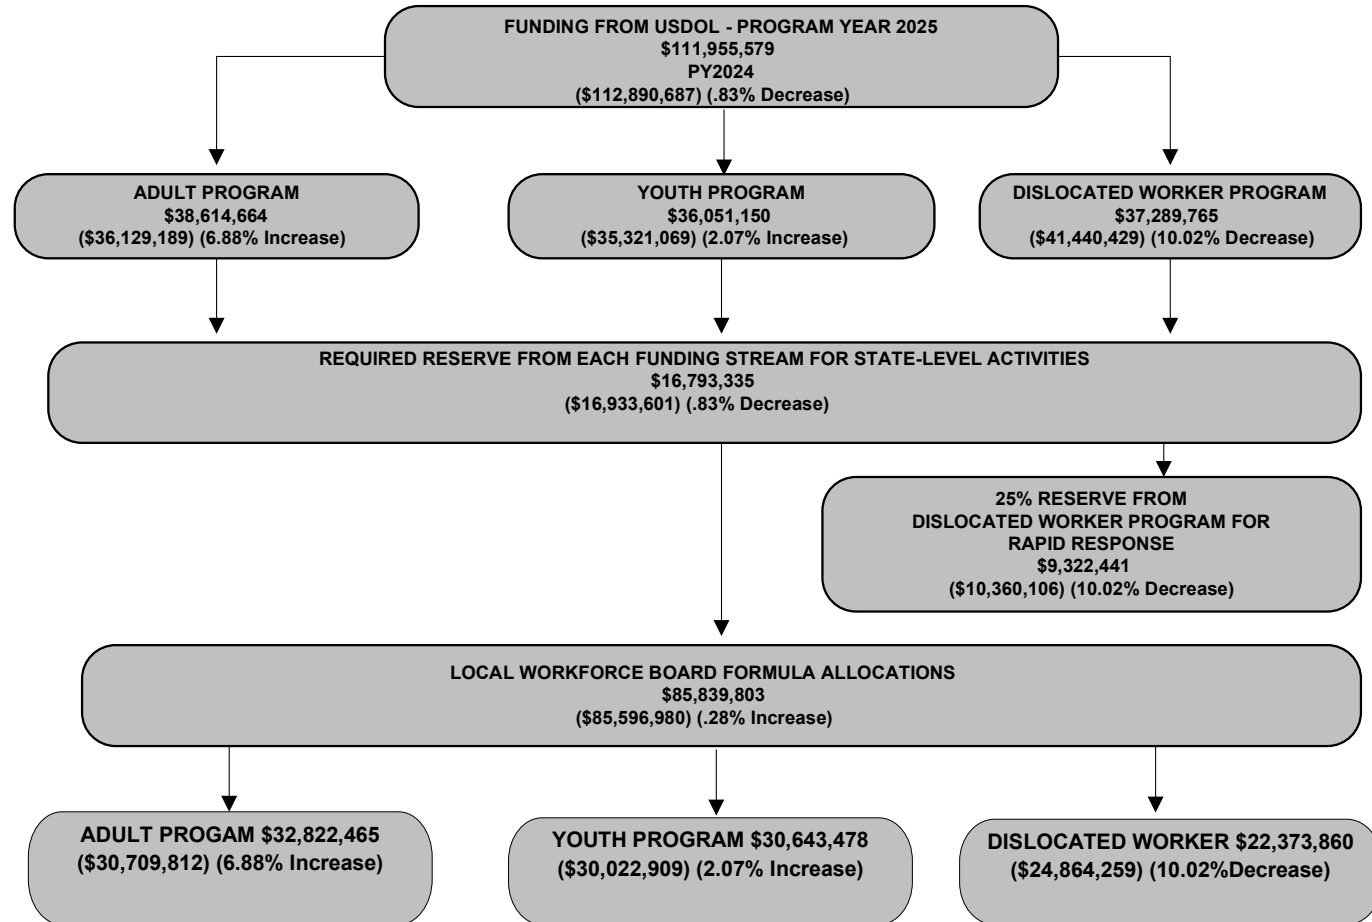 FUNDING FROM USDOL - PROGRAM YEAR 2025
$111,955,579
PY2024
($112,890,687) (.83% Decrease)
ADULT PROGRAM
$38,614,664
($36,129,189) (6.88% Increase)
YOUTH PROGRAM
$36,051,150
($35,321,069) (2.07% Increase)
DISLOCATED WORKER PROGRAM
$37,289,765
($41,440,429) (10.02% Decrease)
REQUIRED RESERVE FROM EACH FUNDING STREAM FOR STATE-LEVEL ACTIVITIES
$16,793,335
($16,933,601) (.83% Decrease)
25% RESERVE FROM
DISLOCATED WORKER PROGRAM FOR
RAPID RESPONSE
$9,322,441
($10,360,106) (10.02% Decrease)
LOCAL WORKFORCE BOARD FORMULA ALLOCATIONS
$85,839,803
($85,596,980) (.28% Increase)
ADULT PROGAM $32,822,465
($30,709,812) (6.88% Increase)
YOUTH PROGRAM $30,643,478
($30,022,909) (2.07% Increase)
DISLOCATED WORKER $22,373,860
($24,864,259) (10.02%Decrease)